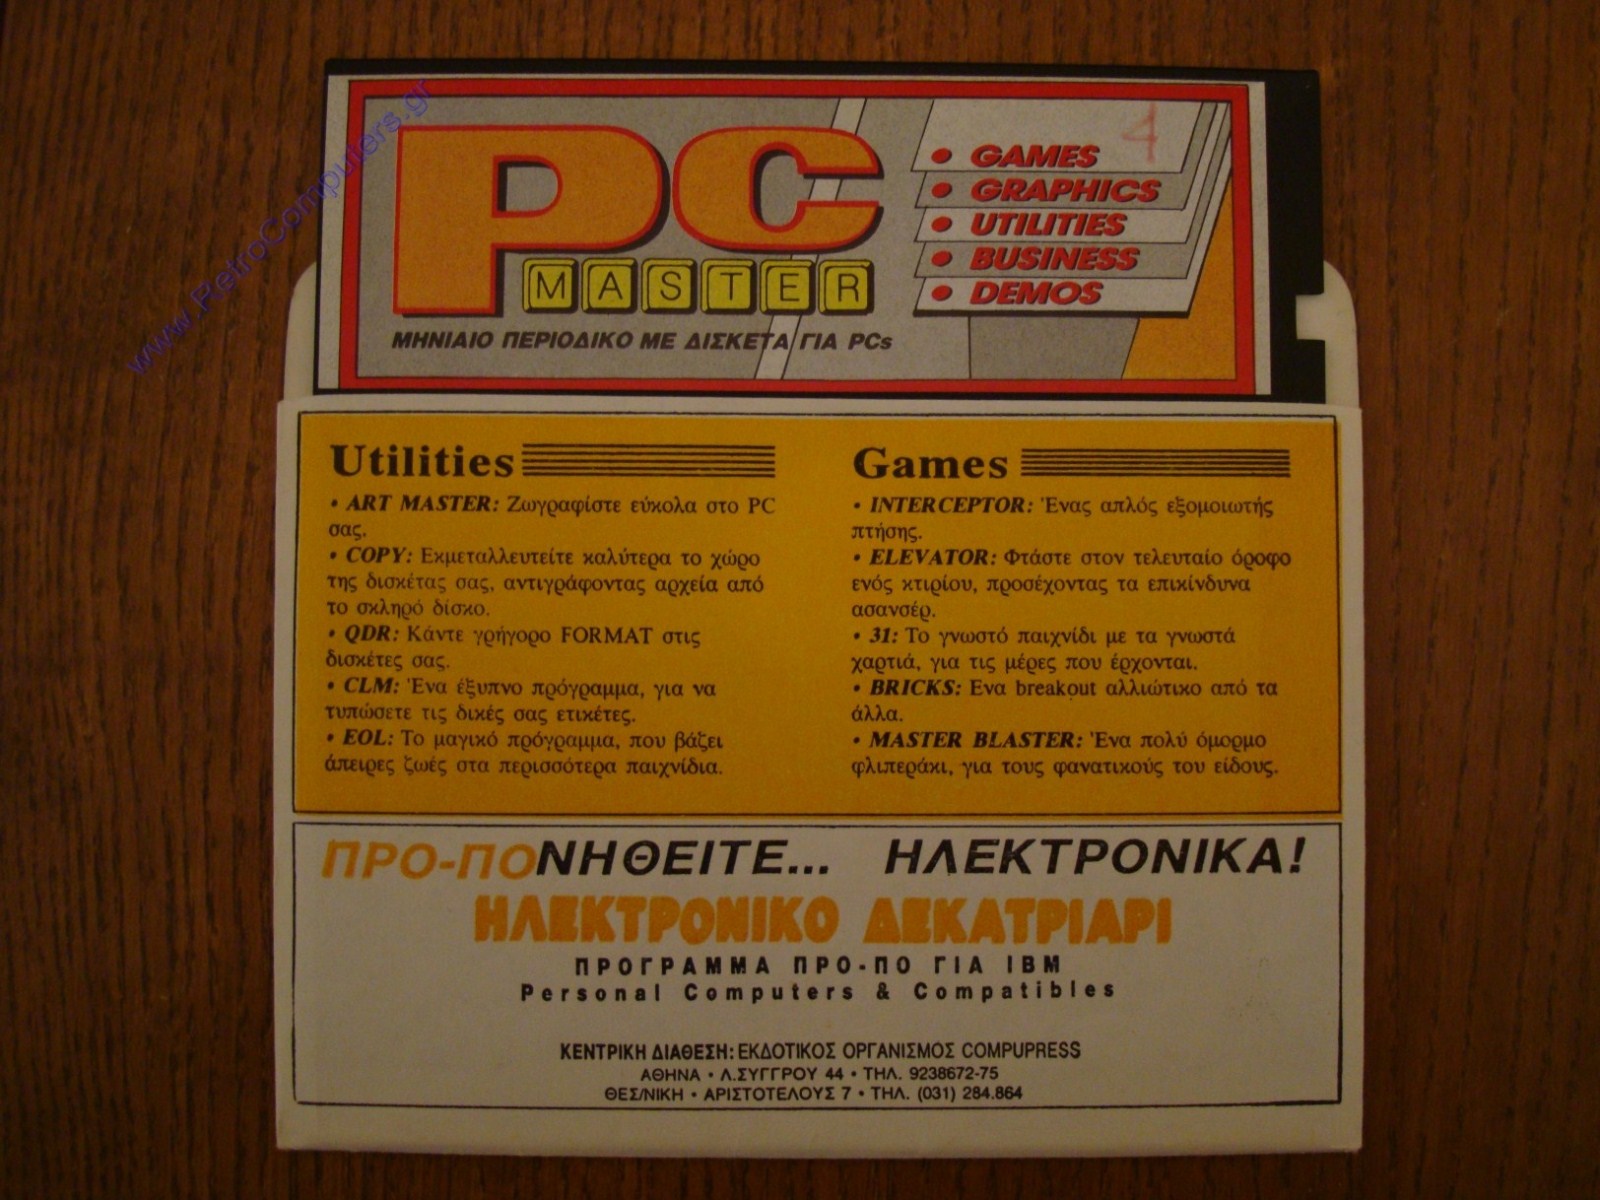 www.RetroComputers.gr
4
PC
MASTER
ΜΗΝΙΑΙΟ ΠΕΡΙΟΔΙΚΟ ΜΕ ΔΙΣΚΕΤΑ ΓΙΑ PCs
• GAMES
• GRAPHICS
• UTILITIES
• BUSINESS
• DEMOS
Utilities
• ART MASTER: Ζωγραφίστε εύκολα στο PC
σας.
• COPY: Εκμεταλλευτείτε καλύτερα το χώρο
της δισκέτας σας, αντιγράφοντας αρχεία από
το σκληρό δίσκο.
• QDR: Κάντε γρήγορο FORMAT στις
δισκέτες σας.
• CLM: Ένα έξυπνο πρόγραμμα, για να
τυπώσετε τις δικές σας ετικέτες.
• EOL: Το μαγικό πρόγραμμα, που βάζει
άπειρες ζωές στα περισσότερα παιχνίδια.
Games
• INTERCEPTOR: Ένας απλός εξομοιωτής
πτήσης.
• ELEVATOR: Φτάστε στον τελευταίο όροφο
ενός κτιρίου, προσέχοντας τα επικίνδυνα
ασανσέρ.
• 31: Το γνωστό παιχνίδι με τα γνωστά
χαρτιά, για τις μέρες που έρχονται.
• BRICKS: Ενα breakout αλλιώτικο από τα
άλλα.
• MASTER BLASTER: Ένα πολύ όμορμο
φλιπεράκι, για τους φανατικούς του είδους.
ΠΡΟ-ΠΟΝΗΘΕΙΤΕ... ΗΛΕΚΤΡΟΝΙΚΑ!
ΗΛΕΚΤΡΟΝΙΚΟ ΔΕΚΑΤΡΙΑΡΙ
ΠΡΟΓΡΑΜΜΑ ΠΡΟ-ΠΟ ΓΙΑ ΙΒΜ
Personal Computers & Compatibles
ΚΕΝΤΡΙΚΗ ΔΙΑΘΕΣΗ: ΕΚΔΟΤΙΚΟΣ ΟΡΓΑΝΙΣΜΟΣ COMPUPRESS
ΑΘΗΝΑ • Λ.ΣΥΓΓΡΟΥ 44 • ΤΗΛ. 9238672-75
ΘΕΣ/ΝΙΚΗ • ΑΡΙΣΤΟΤΕΛΟΥΣ 7 • ΤΗΛ. (031) 284.864